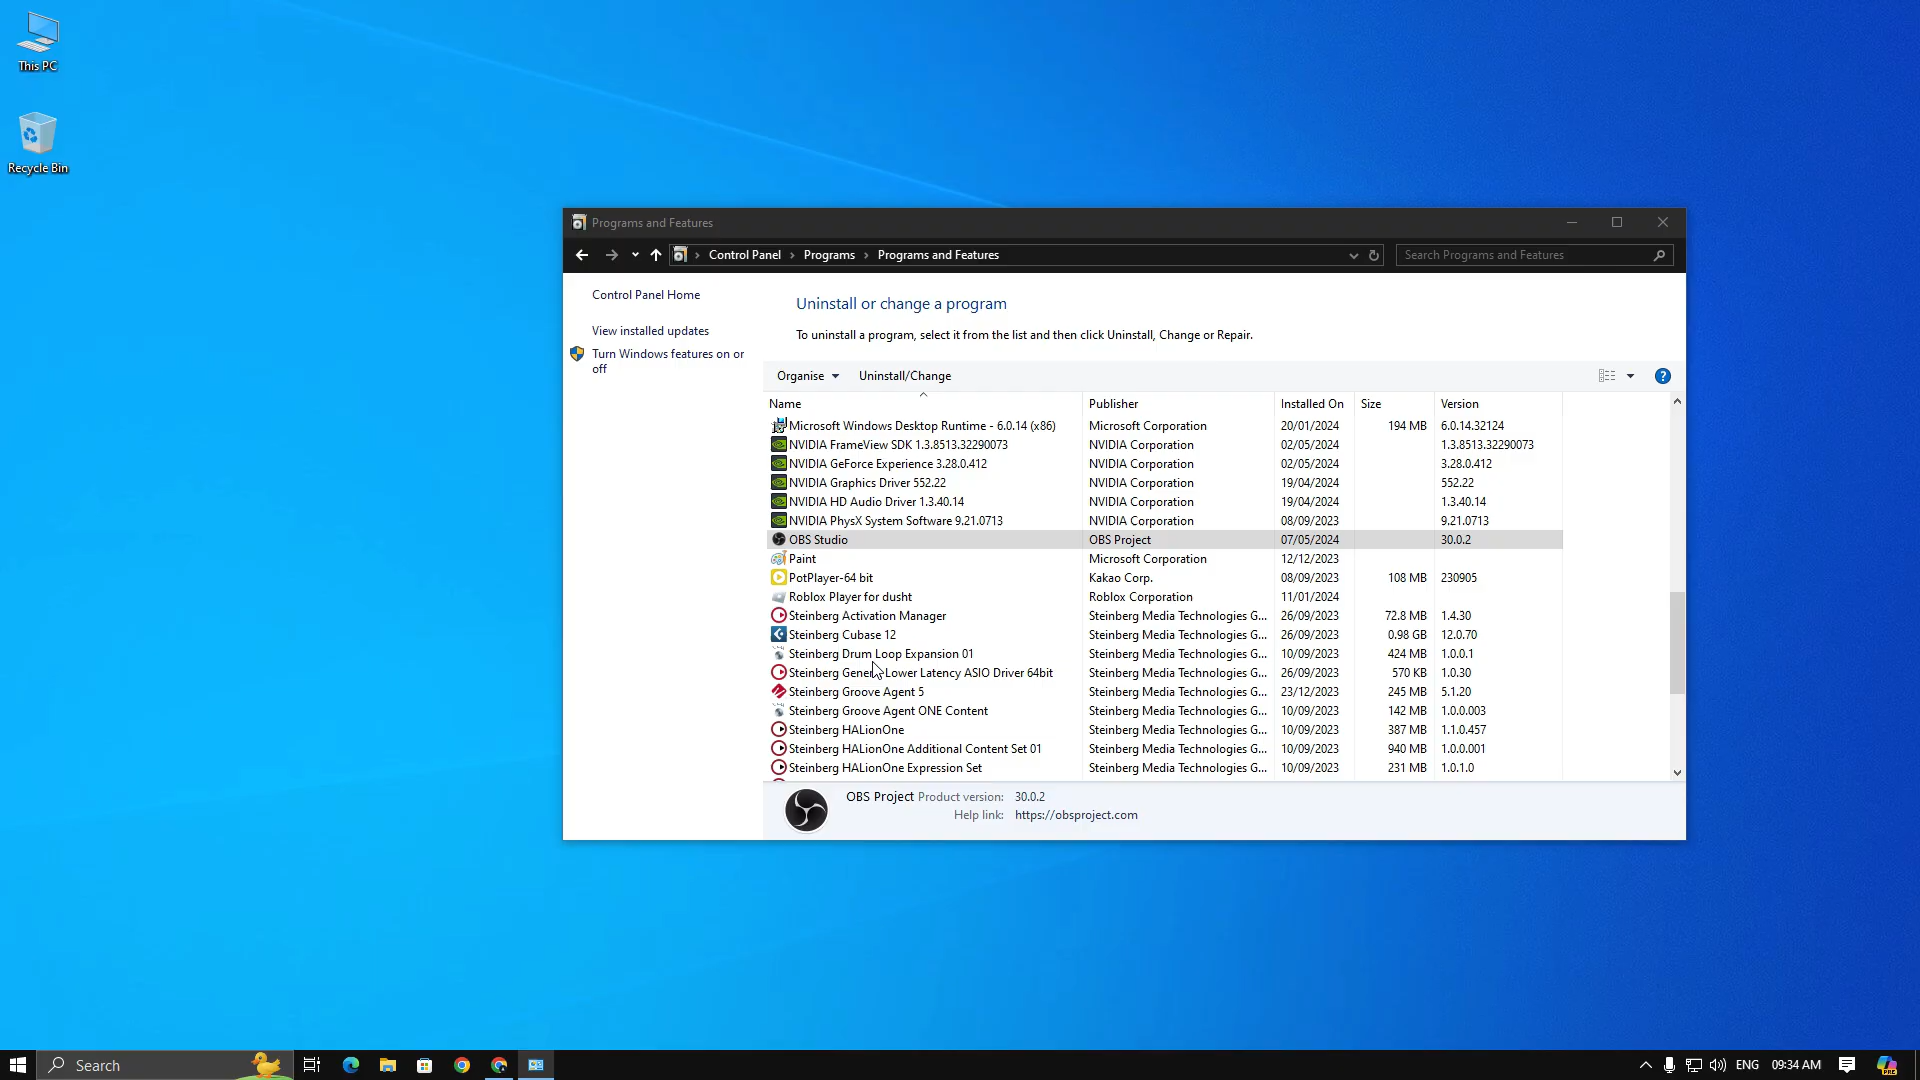 This PC
Recycle Bin
Programs and Features
Control Panel > Programs > Programs and Features
Search Programs and Features
Control Panel Home
View installed updates
Turn Windows features on or
off
Uninstall or change a program
To uninstall a program, select it from the list and then click Uninstall, Change or Repair.
Organise Uninstall/Change
Name Publisher Installed On Size Version
Microsoft Windows Desktop Runtime - 6.0.14 (x86) Microsoft Corporation 20/01/2024 194 MB 6.0.14.32124
NVIDIA FrameView SDK 1.3.8513.32290073 NVIDIA Corporation 02/05/2024 1.3.8513.32290073
NVIDIA GeForce Experience 3.28.0.412 NVIDIA Corporation 02/05/2024 3.28.0.412
NVIDIA Graphics Driver 552.22 NVIDIA Corporation 19/04/2024 552.22
NVIDIA HD Audio Driver 1.3.40.14 NVIDIA Corporation 19/04/2024 1.3.40.14
NVIDIA PhysX System Software 9.21.0713 NVIDIA Corporation 08/09/2023 9.21.0713
OBS Studio OBS Project 07/05/2024 30.0.2
Paint Microsoft Corporation 12/12/2023
PotPlayer-64 bit Kakao Corp. 08/09/2023 108 MB 230905
Roblox Player for dusht Roblox Corporation 11/01/2024
Steinberg Activation Manager Steinberg Media Technologies G... 26/09/2023 72.8 MB 1.4.30
Steinberg Cubase 12 Steinberg Media Technologies G... 26/09/2023 0.98 GB 12.0.70
Steinberg Drum Loop Expansion 01 Steinberg Media Technologies G... 10/09/2023 424 MB 1.0.0.1
Steinberg Generic Lower Latency ASIO Driver 64bit Steinberg Media Technologies G... 26/09/2023 570 KB 1.0.30
Steinberg Groove Agent 5 Steinberg Media Technologies G... 23/12/2023 245 MB 5.1.20
Steinberg Groove Agent ONE Content Steinberg Media Technologies G... 10/09/2023 142 MB 1.0.0.003
Steinberg HALionOne Steinberg Media Technologies G... 10/09/2023 387 MB 1.1.0.457
Steinberg HALionOne Additional Content Set 01 Steinberg Media Technologies G... 10/09/2023 940 MB 1.0.0.001
Steinberg HALionOne Expression Set Steinberg Media Technologies G... 10/09/2023 231 MB 1.0.1.0
OBS Project Product version: 30.0.2
Help link: https://obsproject.com
Search
ENG 09:34 AM